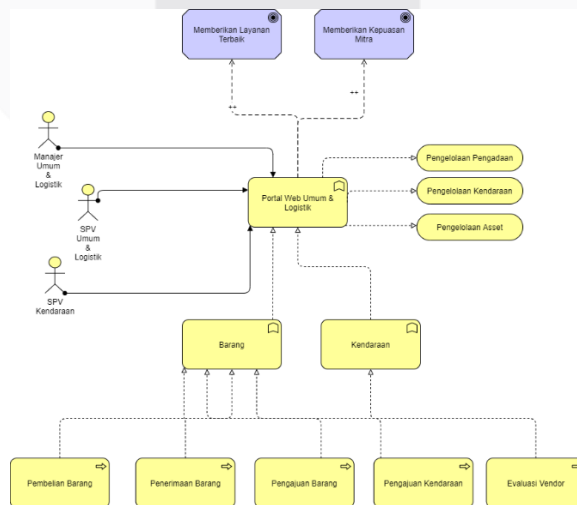 Memberikan Layanan
Terbaik
Memberikan Kepuasan
Mitra
++
++
Manajer
Umum
&
Logistik
Portal Web Umum &
Logistik
Pengelolaan Pengadaan
Pengelolaan Kendaraan
Pengelolaan Asset
SPV
Umum
&
Logistik
SPV
Kendaraan
Barang
Kendaraan
Pembelian Barang
Penerimaan Barang
Pengajuan Barang
Pengajuan Kendaraan
Evaluasi Vendor